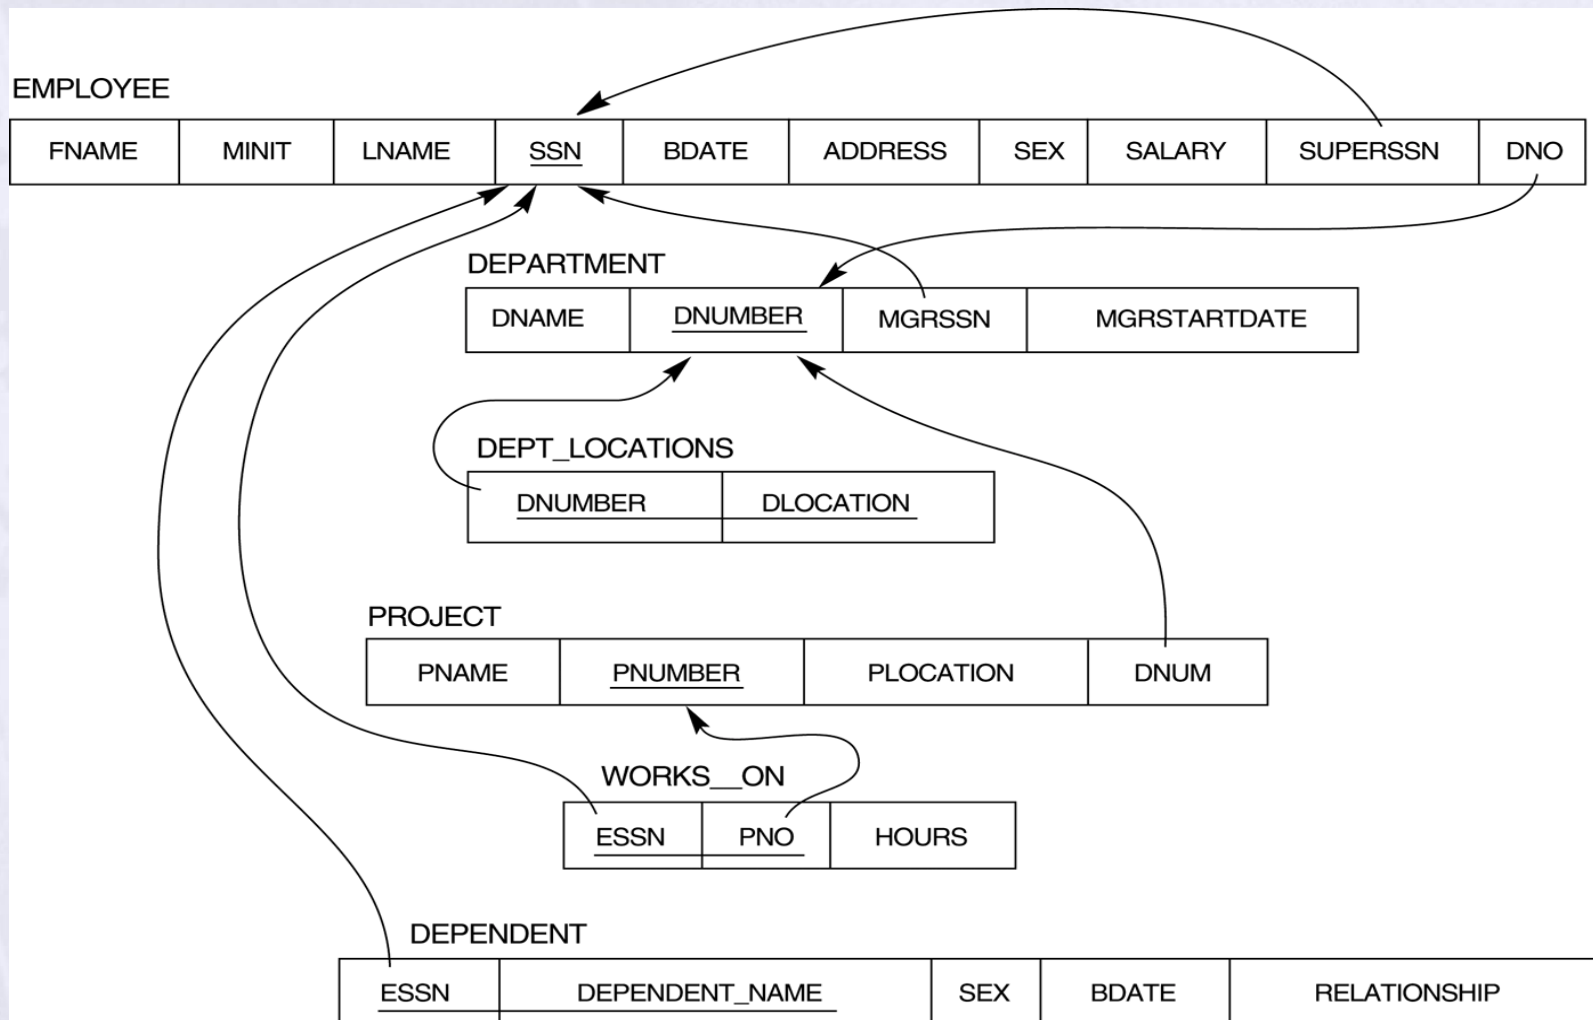 EMPLOYEE
FNAME MINIT LNAME SSN BDATE ADDRESS SEX SALARY SUPERSSN DNO
DEPARTMENT
DNAME DNUMBER MGRSSN MGRSTARTDATE
DEPT_LOCATIONS
DNUMBER DLOCATION
PROJECT
PNAME PNUMBER PLOCATION DNUM
WORKS__ON
ESSN PNO HOURS
DEPENDENT
ESSN DEPENDENT_NAME SEX BDATE RELATIONSHIP